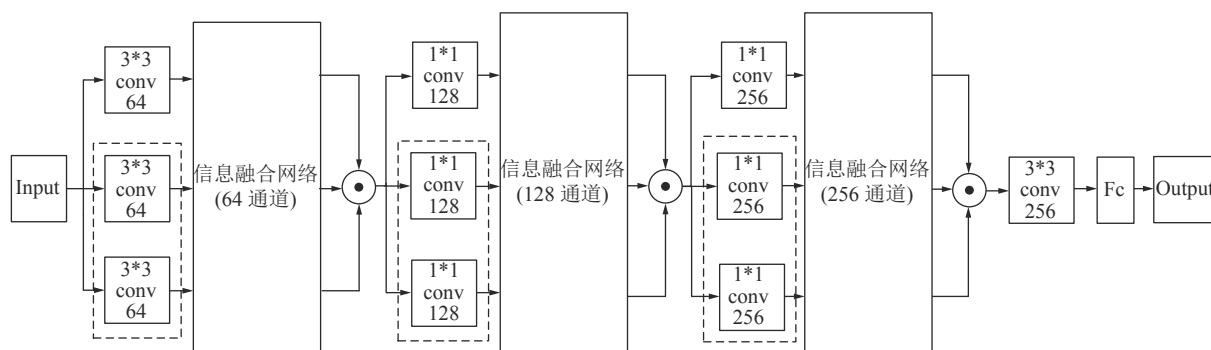 Input
3*3
conv
64
3*3
conv
64
3*3
conv
64
信息融合网络
(64 通道)
1*1
conv
128
1*1
conv
128
1*1
conv
128
信息融合网络
(128 通道)
1*1
conv
256
1*1
conv
256
1*1
conv
256
信息融合网络
(256 通道)
3*3
conv
256
Fc
Output